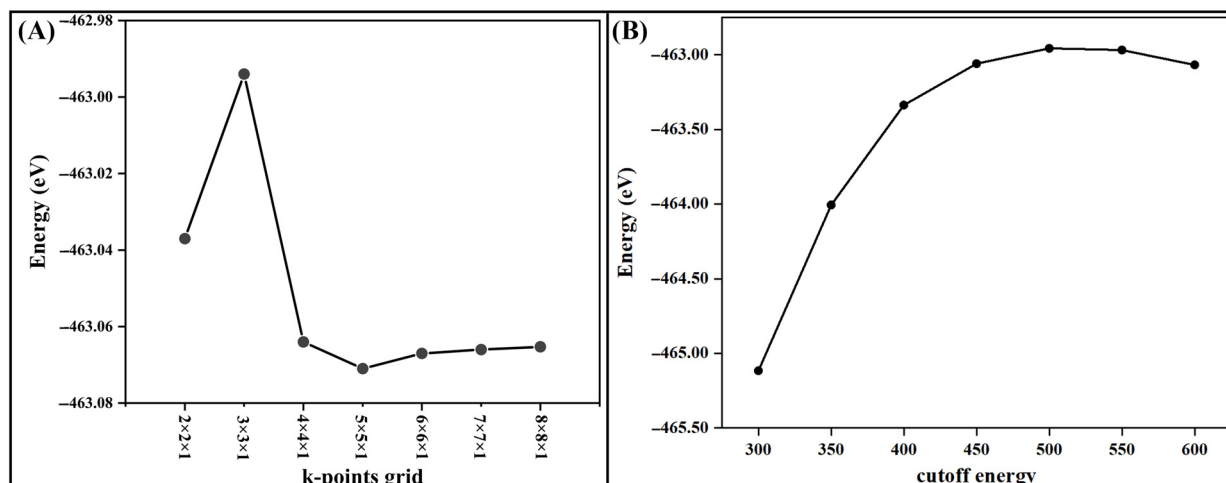 (A)
Energy (eV)
−462.98
−463.00
−463.02
−463.04
−463.06
−463.08
2×2×1
3×3×1
4×4×1
5×5×1
6×6×1
7×7×1
8×8×1
k-points grid
(B)
Energy (eV)
−463.00
−463.50
−464.00
−464.50
−465.00
−465.50
300 350 400 450 500 550 600
cutoff energy